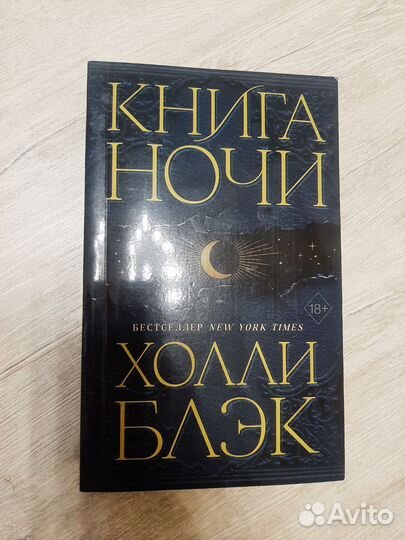 КНИГА
НОЧИ
18+
БЕСТСЕЛЛЕР NEW YORK TIMES
ХОЛЛИ
БЛЭК
Avito